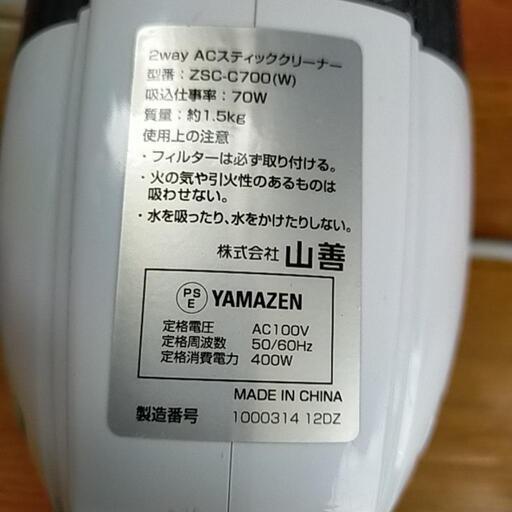 2way ACスティッククリーナー
型番：ZSC-C700(W)
吸込仕事率：70W
質量：約1.5kg
使用上の注意
・フィルターは必ず取り付ける。
・火の気や引火性のあるものは
吸わせない。
・水を吸ったり、水をかけたりしない。
株式会社 山善
PS
E
YAMAZEN
定格電圧 AC100V
定格周波数 50/60Hz
定格消費電力 400W
MADE IN CHINA
製造番号 1000314 12DZ